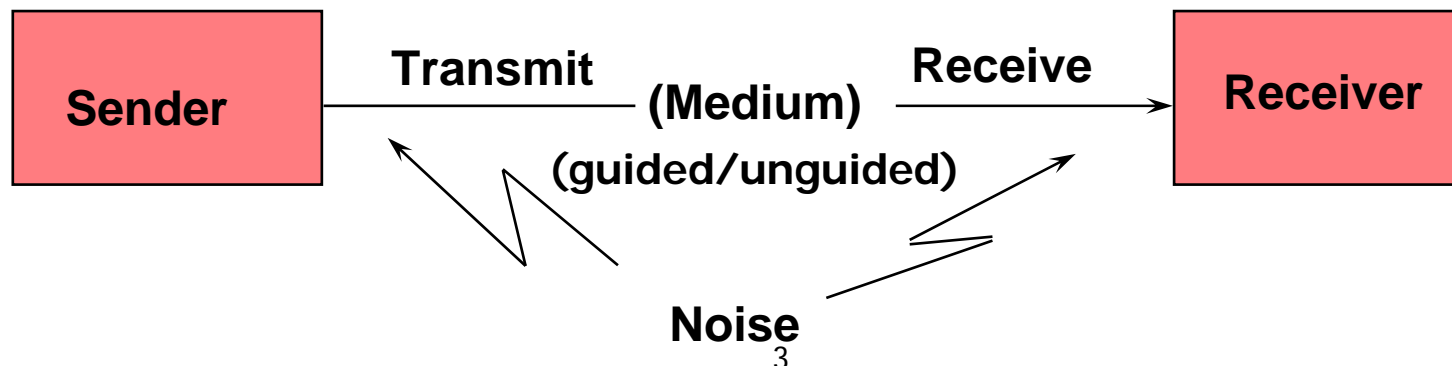 Sender
Transmit
(Medium)
(guided/unguided)
Receive
Receiver
Noise
3